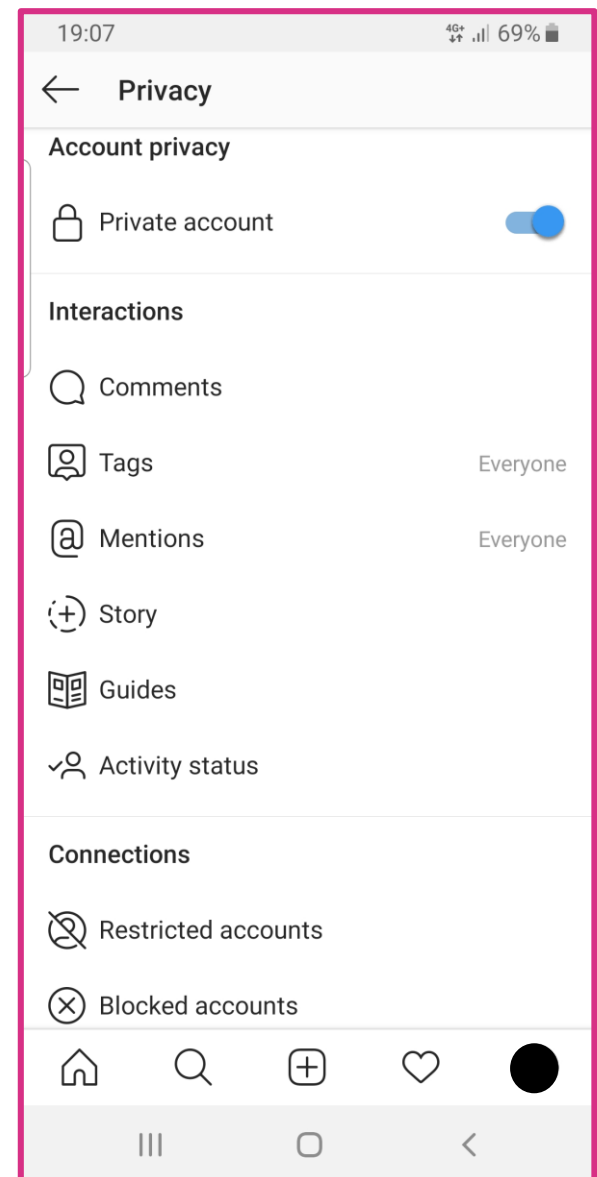 19:07 4G+ 69%
Privacy
Account privacy
Private account
Interactions
Comments
Tags Everyone
Mentions Everyone
Story
Guides
Activity status
Connections
Restricted accounts
Blocked accounts